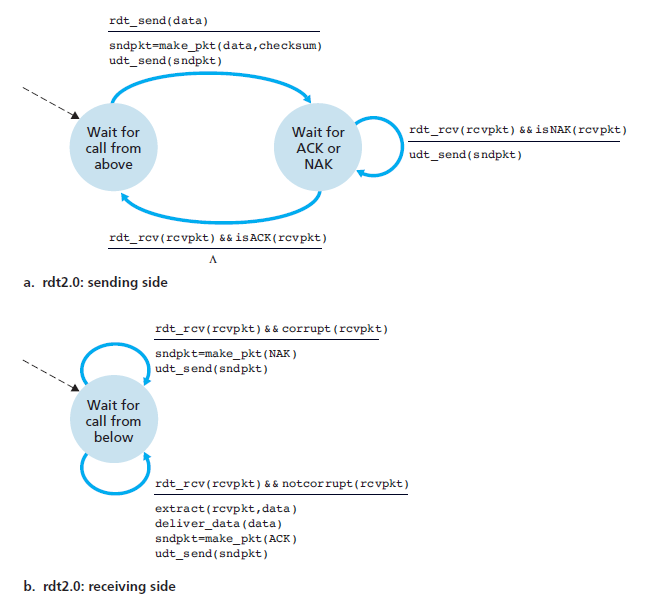 rdt_send(data)
sndpkt=make_pkt(data,checksum)
udt_send(sndpkt)
Wait for
call from
above
Wait for
ACK or
NAK
rdt_rcv(rcvpkt)&&isNAK(rcvpkt)
udt_send(sndpkt)
rdt_rcv(rcvpkt)&&isACK(rcvpkt)
Λ
a. rdt2.0: sending side
rdt_rcv(rcvpkt)&&corrupt(rcvpkt)
sndpkt=make_pkt(NAK)
udt_send(sndpkt)
Wait for
call from
below
rdt_rcv(rcvpkt)&&notcorrupt(rcvpkt)
extract(rcvpkt,data)
deliver_data(data)
sndpkt=make_pkt(ACK)
udt_send(sndpkt)
b. rdt2.0: receiving side